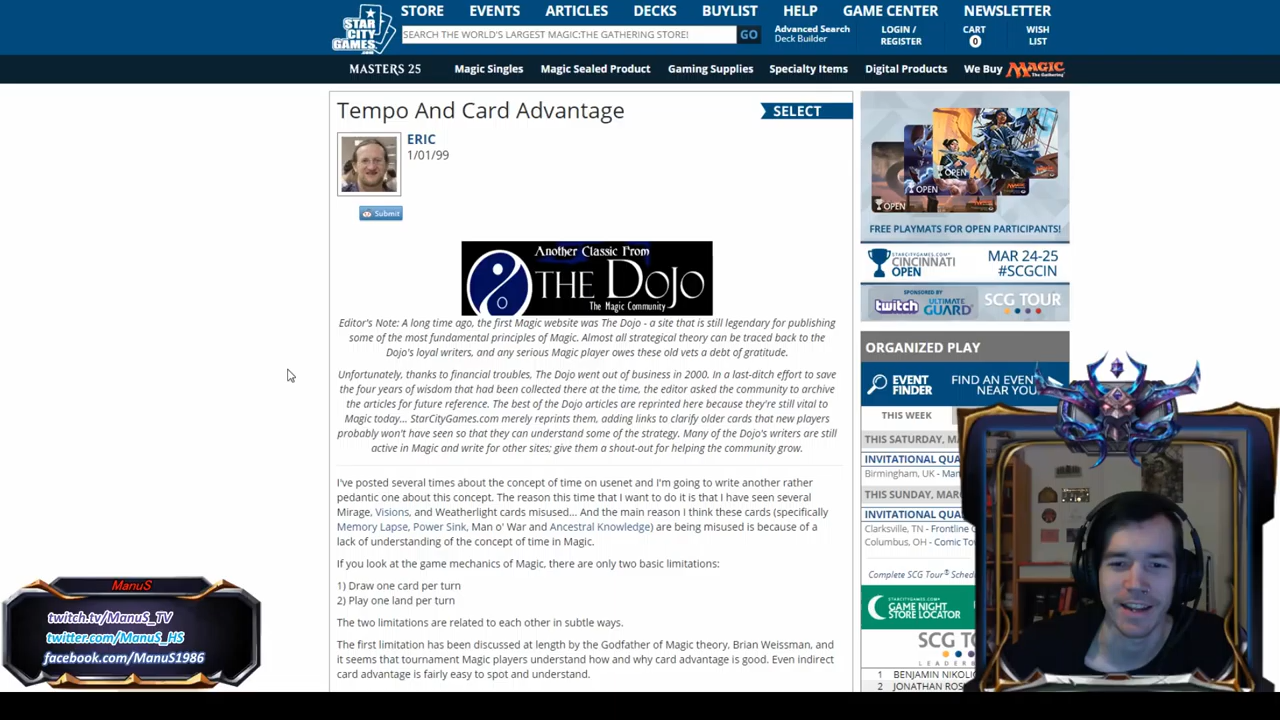 STORE EVENTS ARTICLES DECKS BUYLIST HELP GAME CENTER NEWSLETTER
STAR CITY GAMES.com
SEARCH THE WORLD'S LARGEST MAGIC:THE GATHERING STORE! GO
Advanced Search
Deck Builder
LOGIN /
REGISTER
CART
0
WISH
LIST
MASTERS 25 Magic Singles Magic Sealed Product Gaming Supplies Specialty Items Digital Products We Buy MAGIC
Tempo And Card Advantage
SELECT
ERIC
1/01/99
Submit
Another Classic From
THE DOJO
The Magic Community
Editor's Note: A long time ago, the first Magic website was The Dojo - a site that is still legendary for publishing
some of the most fundamental principles of Magic. Almost all strategical theory can be traced back to the
Dojo's loyal writers, and any serious Magic player owes these old vets a debt of gratitude.
Unfortunately, thanks to financial troubles, The Dojo went out of business in 2000. In a last-ditch effort to save
the four years of wisdom that had been collected there at the time, the editor asked the community to archive
the articles for future reference. The best of the Dojo articles are reprinted here because they're still vital to
Magic today... StarCityGames.com merely reprints them, adding links to clarify older cards that new players
probably won't have seen so that they can understand some of the strategy. Many of the Dojo's writers are still
active in Magic and write for other sites; give them a shout-out for helping the community grow.
I've posted several times about the concept of time on usenet and I'm going to write another rather
pedantic one about this concept. The reason this time that I want to do it is that I have seen several
Mirage, Visions, and Weatherlight cards misused... And the main reason I think these cards (specifically
Memory Lapse, Power Sink, Man o' War and Ancestral Knowledge) are being misused is because of a
lack of understanding of the concept of time in Magic.
If you look at the game mechanics of Magic, there are only two basic limitations:
1) Draw one card per turn
2) Play one land per turn
The two limitations are related to each other in subtle ways.
The first limitation has been discussed at length by the Godfather of Magic theory, Brian Weissman, and
it seems that tournament Magic players understand how and why card advantage is good. Even indirect
card advantage is fairly easy to spot and understand.
OPEN
OPEN
OPEN
FREE PLAYMATS FOR OPEN PARTICIPANTS!
STARCITYGAMES.COM
CINCINNATI
OPEN
MAR 24-25
#SCGCIN
SPONSORED BY
twitch
ULTIMATE
GUARD
SCG TOUR
ORGANIZED PLAY
EVENT
FINDER
FIND AN EVEN
NEAR YOU
THIS WEEK
THIS SATURDAY, MA
INVITATIONAL QUA
Birmingham, UK - Man
THIS SUNDAY, MAR
INVITATIONAL QUA
Clarksville, TN - Frontline
Columbus, OH - Comic To
Complete SCG Tour® Sched
GAME NIGHT
STORE LOCATOR
SCG TO
LEADER
1 BENJAMIN NIKOLIC
2 JONATHAN ROS
ManuS
twitch.tv/ManuS_TV
twitter.com/ManuS_HS
facebook.com/ManuS1986